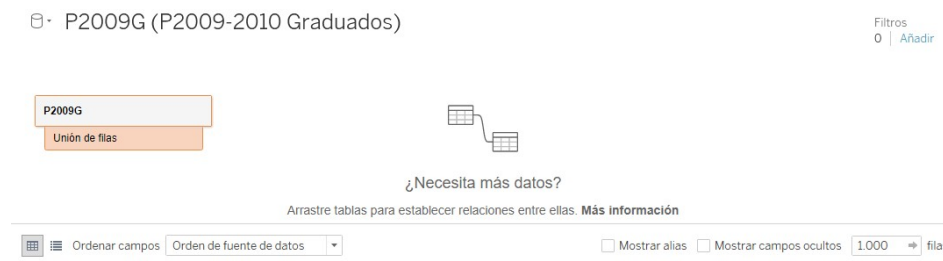 P2009G (P2009-2010 Graduados)
Filtros
0 | Añadir
P2009G
Unión de filas
¿Necesita más datos?
Arrastre tablas para establecer relaciones entre ellas. Más información
Ordenar campos Orden de fuente de datos
Mostrar alias Mostrar campos ocultos 1.000 fila